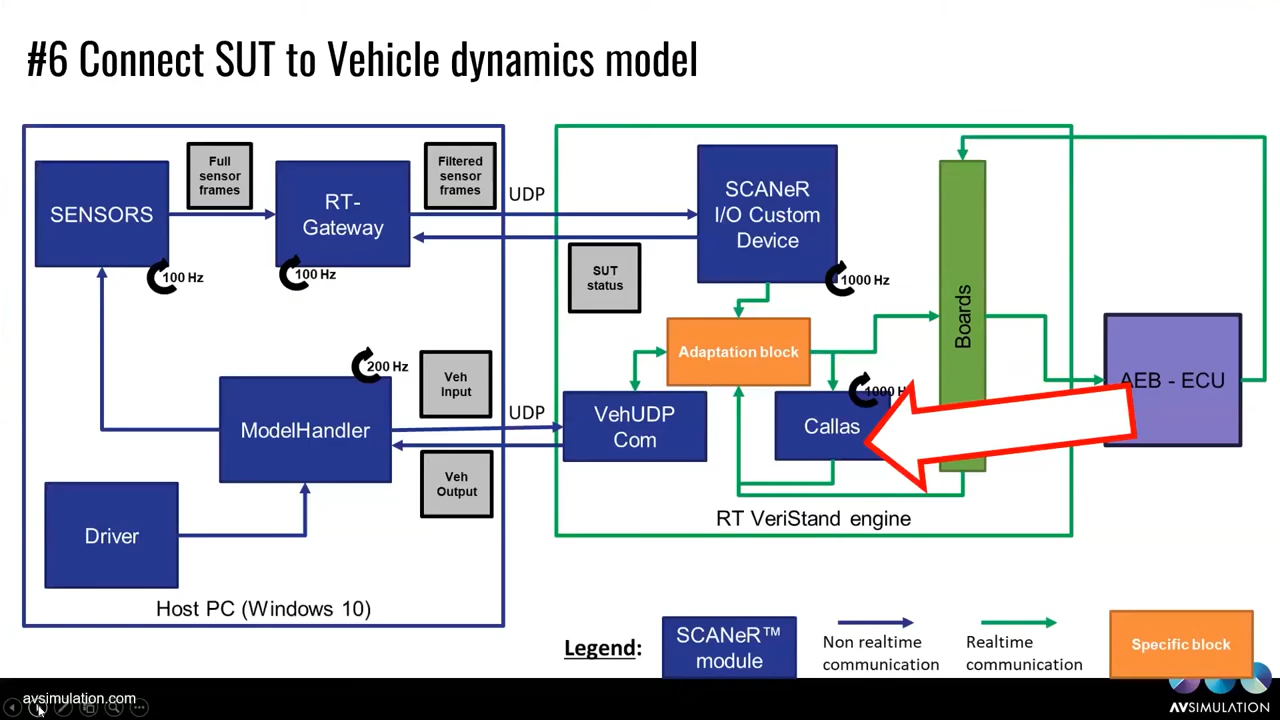 #6 Connect SUT to Vehicle dynamics model
SENSORS
100 Hz
Full
sensor
frames
RT-
Gateway
100 Hz
Filtered
sensor
frames
UDP
SUT
status
SCANeR
I/O Custom
Device
1000 Hz
Adaptation block
Boards
AEB - ECU
200 Hz
ModelHandler
Veh
Input
UDP
Veh
Output
VehUDP
Com
Callas
1000 H
Driver
Host PC (Windows 10)
RT VeriStand engine
Legend:
SCANeR™
module
Non realtime
communication
Realtime
communication
Specific block
avsimulation.com
AVSIMULATION